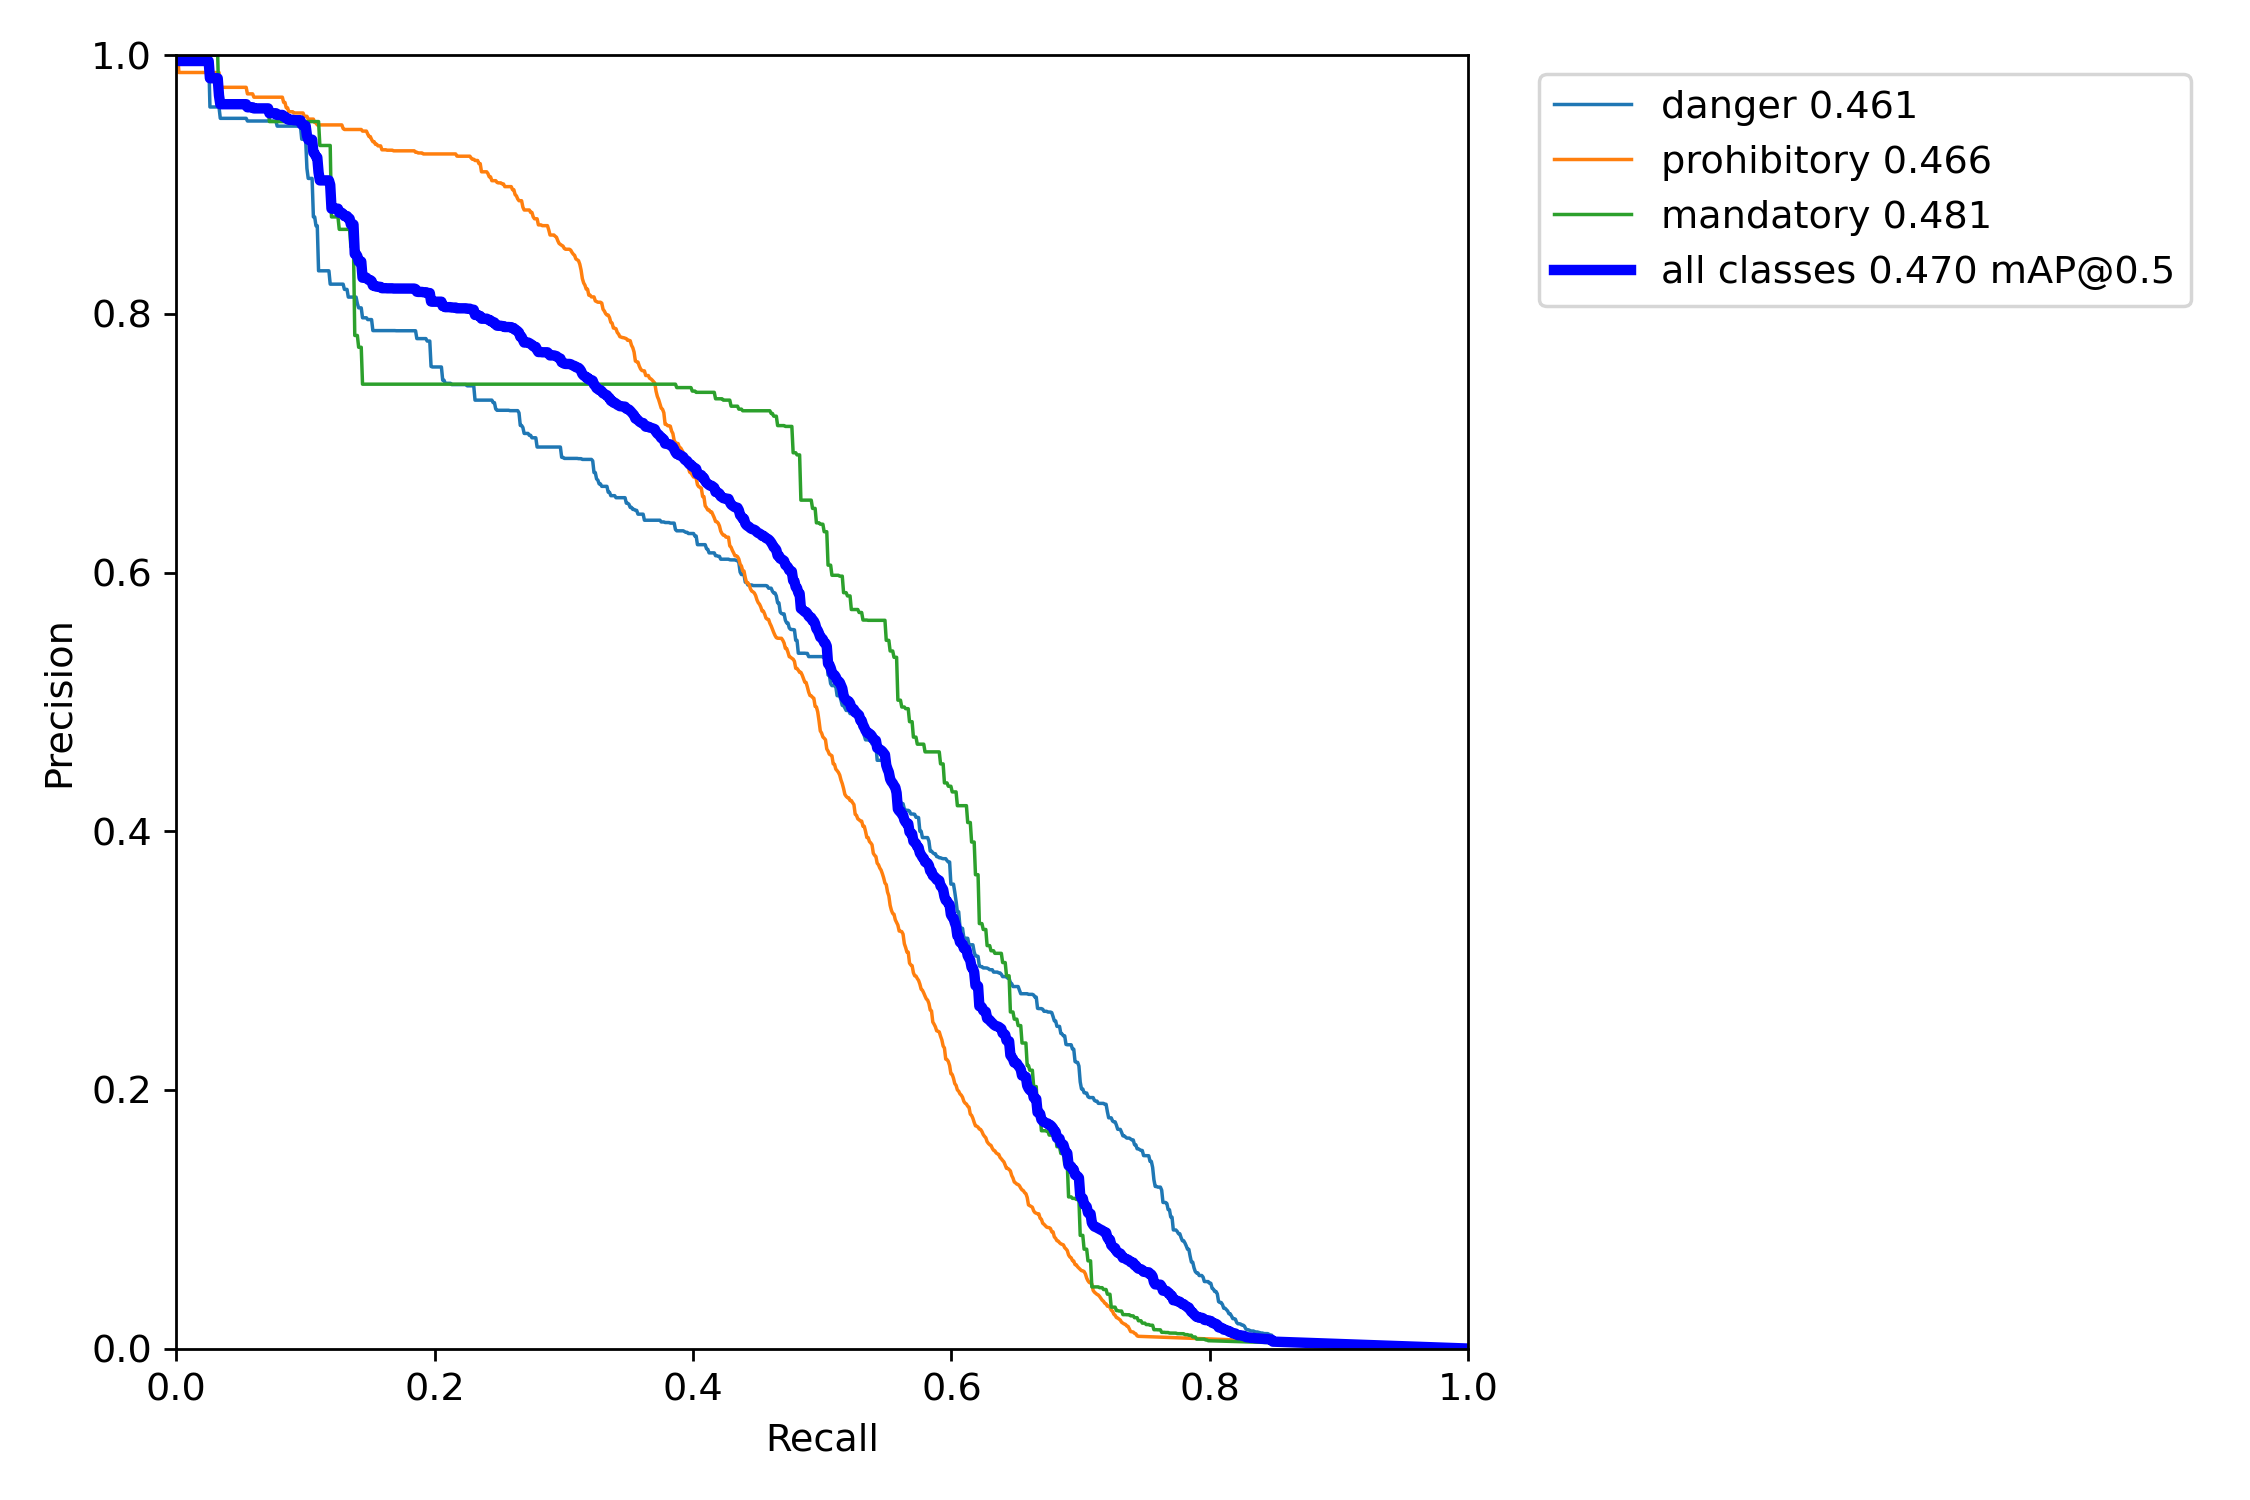 1.0
0.8
0.6
0.4
0.2
0.0
Precision
0.0 0.2 0.4 0.6 0.8 1.0
Recall
danger 0.461
prohibitory 0.466
mandatory 0.481
all classes 0.470 mAP@0.5